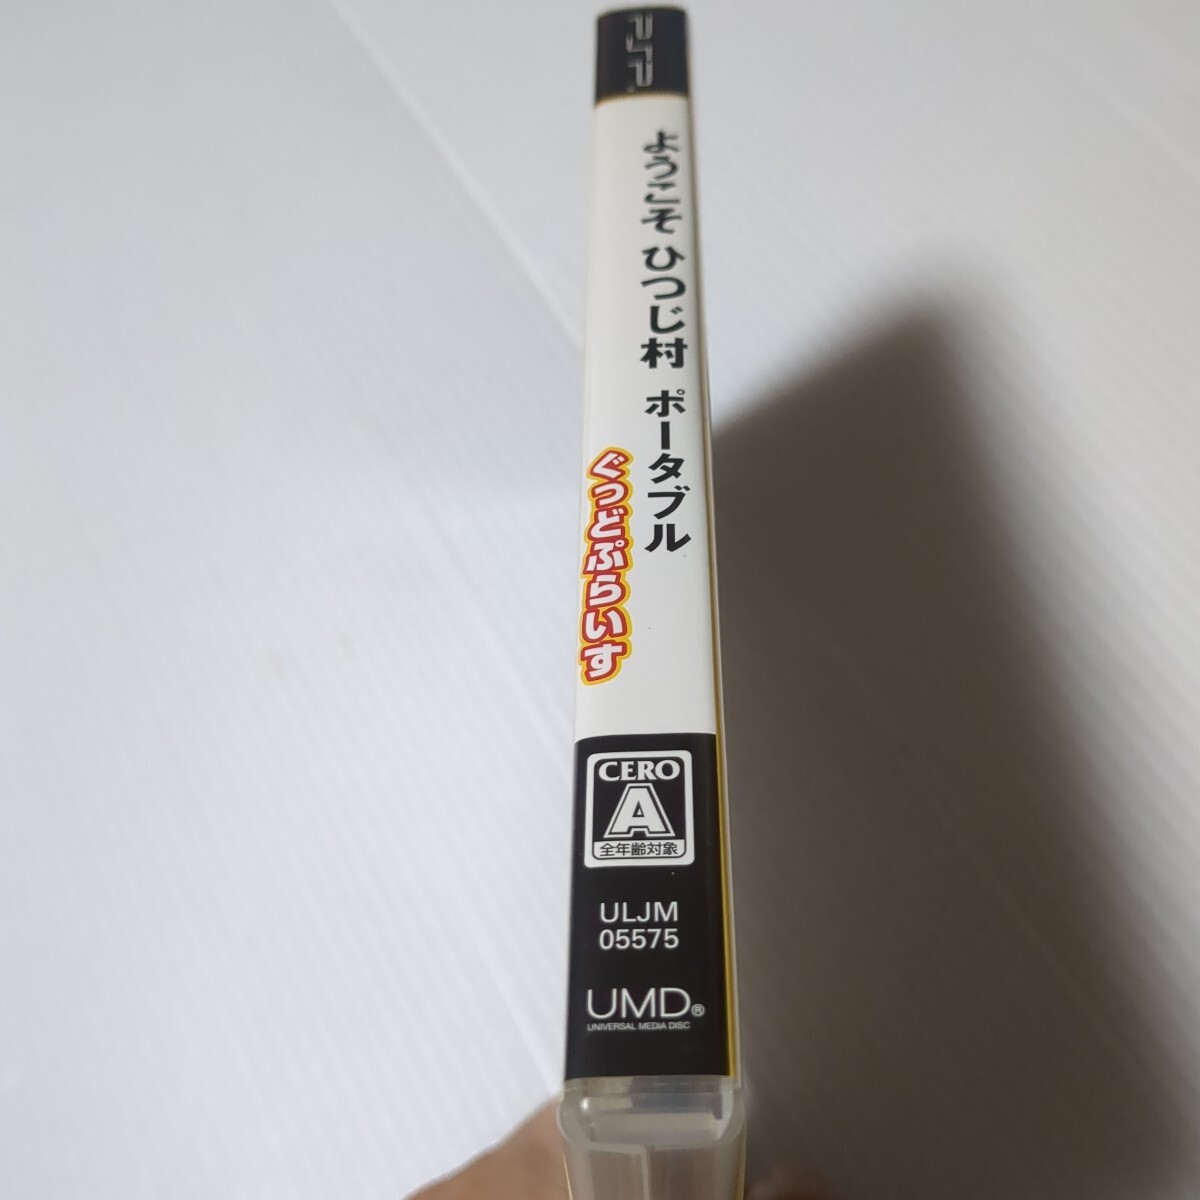 PSP
ようこそ ひつじ村 ポータブル
ぐっどぷらいす
CERO
A
全年齢対象
ULJM
05575
UMD®
UNIVERSAL MEDIA DISC